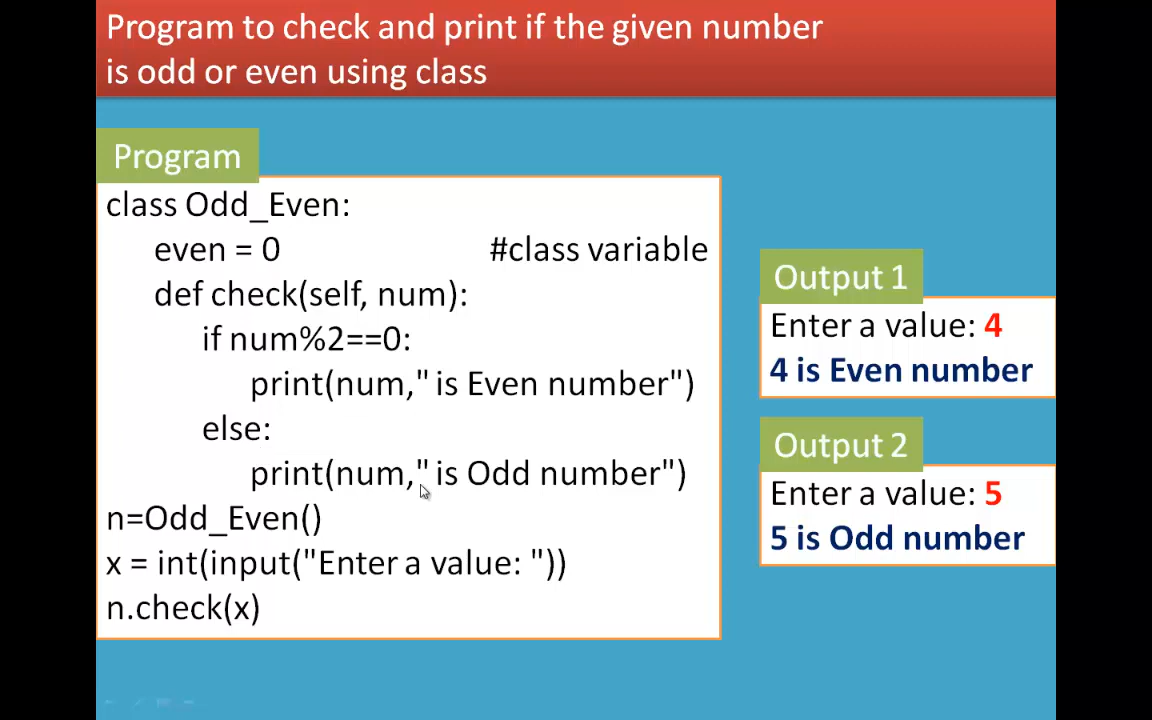 Program to check and print if the given number
is odd or even using class
Program
class Odd_Even:
even = 0 #class variable
def check(self, num):
if num%2==0:
print(num," is Even number")
else:
print(num," is Odd number")
n=Odd_Even()
x = int(input("Enter a value: "))
n.check(x)
Output 1
Enter a value: 4
4 is Even number
Output 2
Enter a value: 5
5 is Odd number